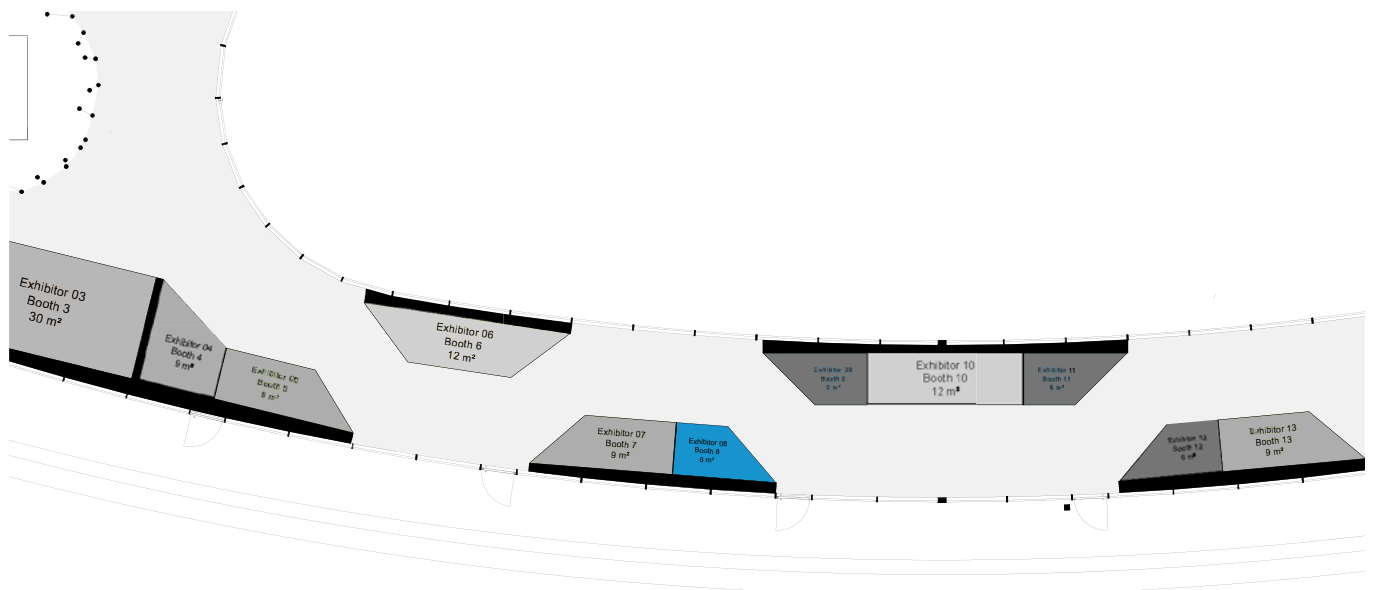 Exhibitor 03
Booth 3
30 m²
Exhibitor 04
Booth 4
9 m²
Exhibitor 05
Booth 5
m²
Exhibitor 06
Booth 6
12 m²
Exhibitor 07
Booth 7
9 m²
Exhibitor 08
Booth 8
6 m²
Exhibitor
Booth
m²
Exhibitor 10
Booth 10
12 m²
Exhibitor 11
Booth 11
6 m²
Exhibitor 12
Booth 12
6 m²
Exhibitor 13
Booth 13
9 m²